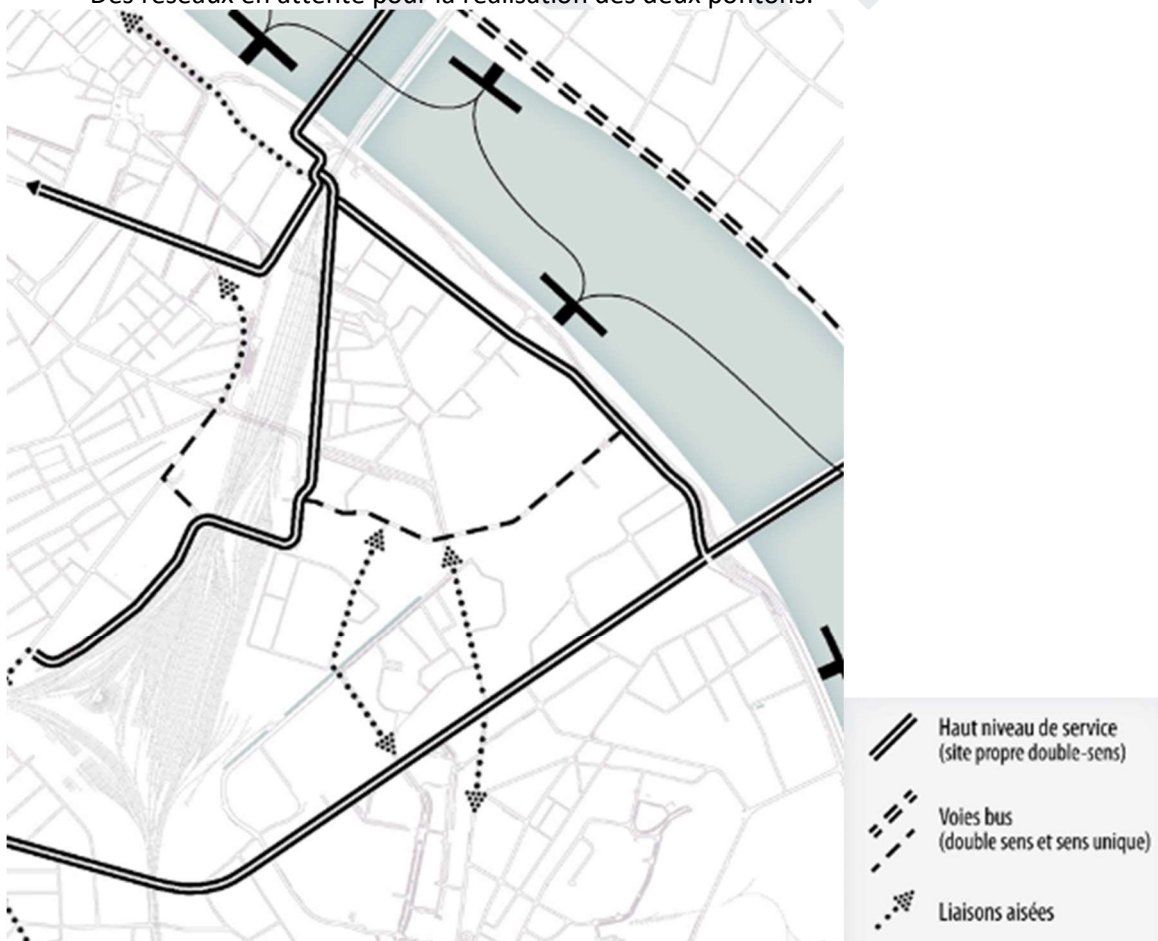 Des réseaux en attente pour la réalisation des deux pontons.
Haut niveau de service
(site propre double-sens)
Voies bus
(double sens et sens unique)
Liaisons aisées